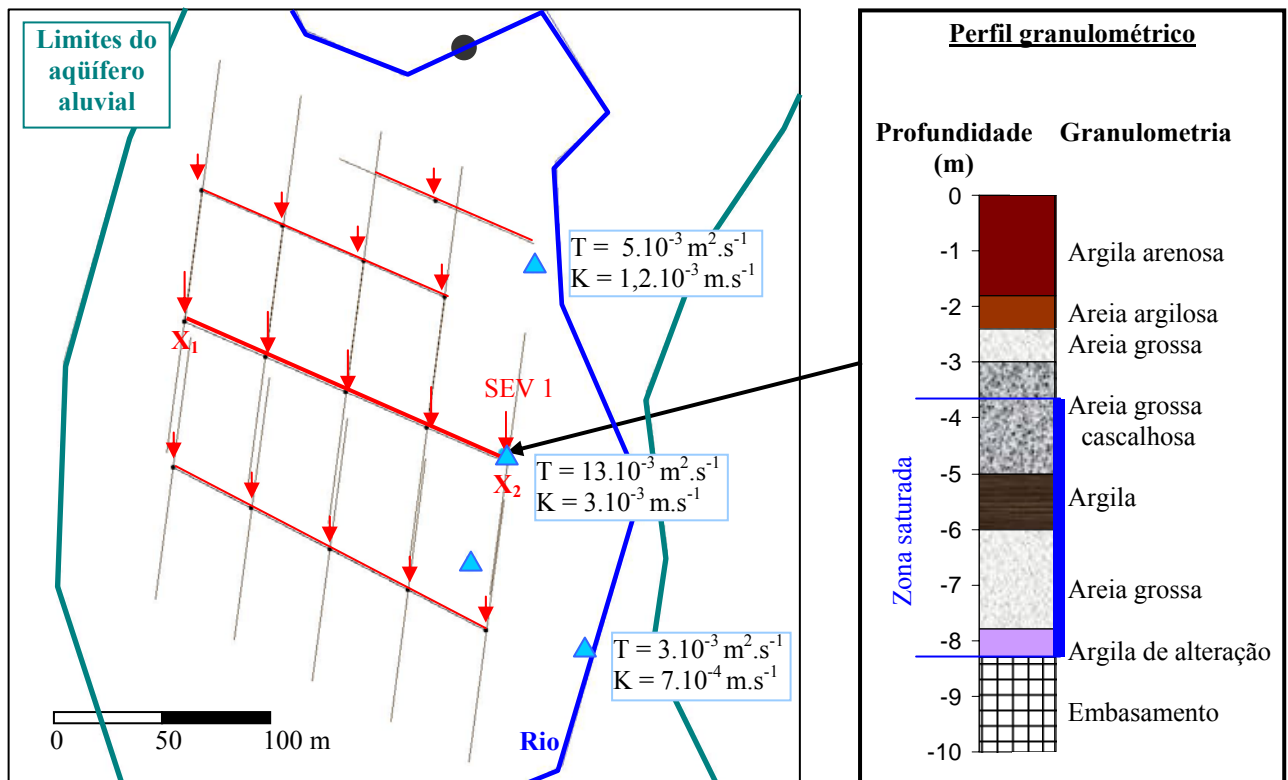 Limites do
aqüífero
aluvial
T = 5.10⁻³ m².s⁻¹
K = 1,2.10⁻³ m.s⁻¹
X₁
SEV 1
X₂
T = 13.10⁻³ m².s⁻¹
K = 3.10⁻³ m.s⁻¹
T = 3.10⁻³ m².s⁻¹
K = 7.10⁻⁴ m.s⁻¹
Rio
0 50 100 m
Perfil granulométrico
Profundidade Granulometria
(m)
0
-1 Argila arenosa
-2 Areia argilosa
Areia grossa
-3
-4 Areia grossa
cascalhosa
-5 Argila
-6
-7 Areia grossa
-8 Argila de alteração
-9 Embasamento
-10
Zona saturada